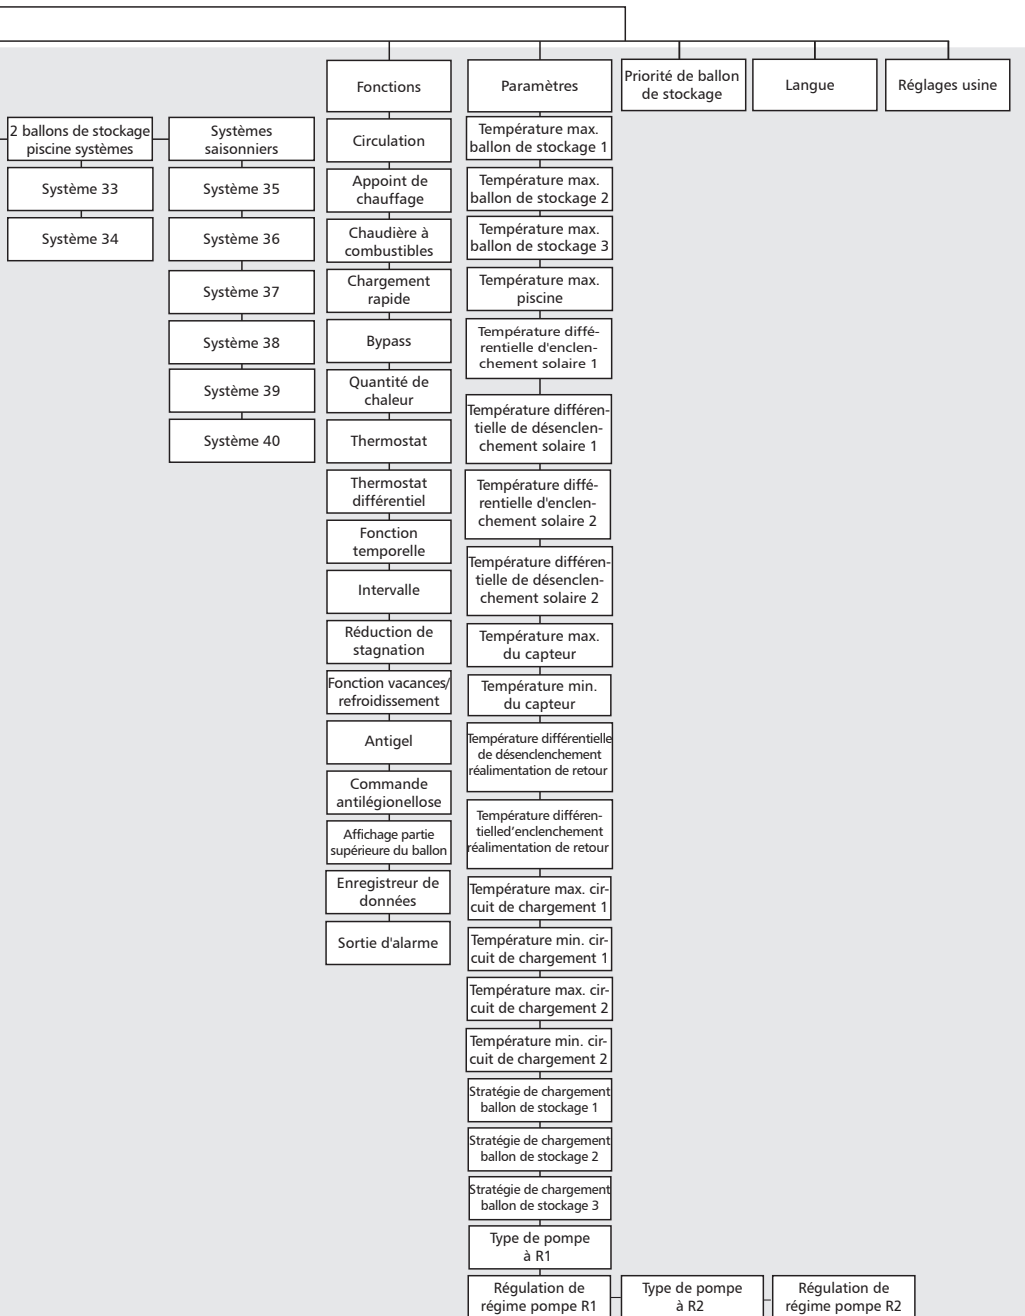 Fonctions
Paramètres
Priorité de ballon
de stockage
Langue
Réglages usine
2 ballons de stockage
piscine systèmes
Système 33
Système 34
Systèmes
saisonniers
Système 35
Système 36
Système 37
Système 38
Système 39
Système 40
Circulation
Appoint de
chauffage
Chaudière à
combustibles
Chargement
rapide
Bypass
Quantité de
chaleur
Thermostat
Thermostat
différentiel
Fonction
temporelle
Intervalle
Réduction de
stagnation
Fonction vacances/
refroidissement
Antigel
Commande
antilégionellose
Affichage partie
supérieure du ballon
Enregistreur de
données
Sortie d'alarme
Température max.
ballon de stockage 1
Température max.
ballon de stockage 2
Température max.
ballon de stockage 3
Température max.
piscine
Température diffé-
rentielle d'enclen-
chement solaire 1
Température différen-
tielle de désenclen-
chement solaire 1
Température diffé-
rentielle d'enclen-
chement solaire 2
Température différen-
tielle de désenclen-
chement solaire 2
Température max.
du capteur
Température min.
du capteur
Température différentielle
de désenclenchement
réalimentation de retour
Température différen-
tielled’enclenchement
réalimentation de retour
Température max. cir-
cuit de chargement 1
Température min. cir-
cuit de chargement 1
Température max. cir-
cuit de chargement 2
Température min. cir-
cuit de chargement 2
Stratégie de chargement
ballon de stockage 1
Stratégie de chargement
ballon de stockage 2
Stratégie de chargement
ballon de stockage 3
Type de pompe
à R1
Régulation de
régime pompe R1
Type de pompe
à R2
Régulation de
régime pompe R2